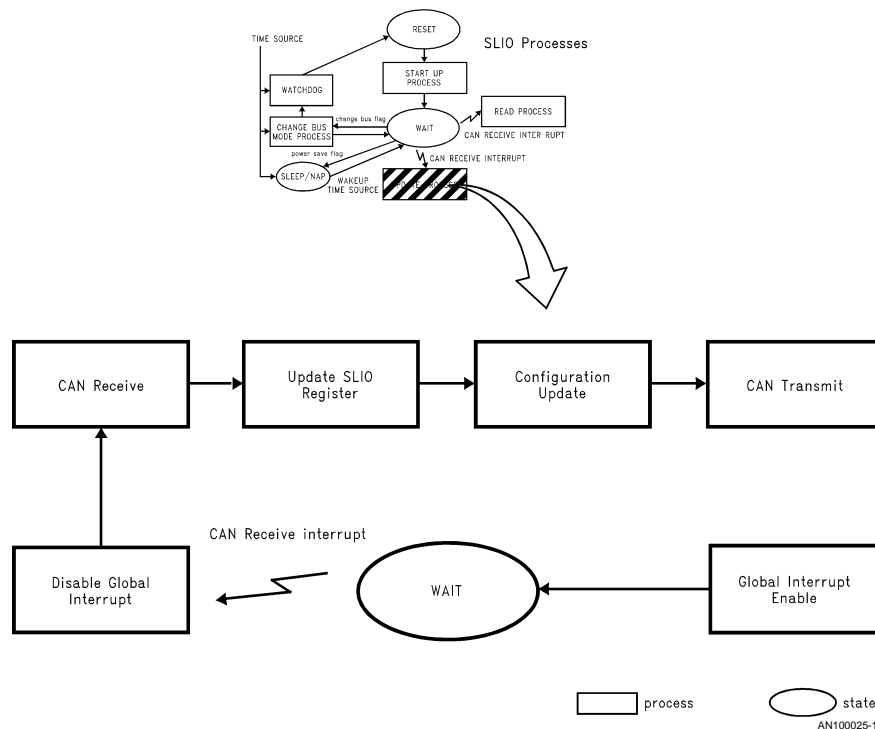 RESET
SLIO Processes
TIME SOURCE
START UP
PROCESS
WATCHDOG
READ PROCESS
change bus flag
CHANGE BUS
MODE PROCESS
WAIT
CAN RECEIVE INTER RUPT
power save flag
CAN RECEIVE INTERRUPT
SLEEP/NAP
WAKEUP
TIME SOURCE
CAN Receive
Update SLIO
Register
Configuration
Update
CAN Transmit
CAN Receive interrupt
Disable Global
Interrupt
WAIT
Global Interrupt
Enable
process
state
AN100025-1